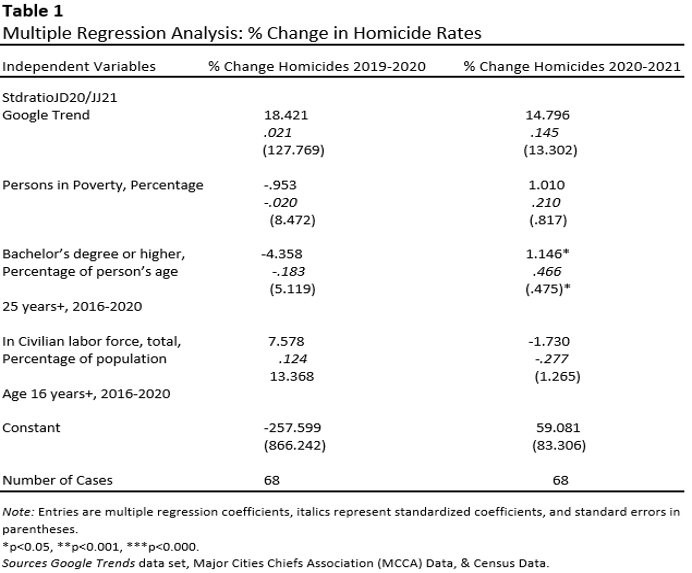 Table 1
Multiple Regression Analysis: % Change in Homicide Rates
Independent Variables % Change Homicides 2019-2020 % Change Homicides 2020-2021
StdratioJD20/JJ21
Google Trend 18.421 14.796
.021 .145
(127.769) (13.302)
Persons in Poverty, Percentage -.953 1.010
-.020 .210
(8.472) (.817)
Bachelor's degree or higher, -4.358 1.146*
Percentage of person's age -.183 .466
(5.119) (.475)*
25 years+, 2016-2020
In Civilian labor force, total, 7.578 -1.730
Percentage of population .124 -.277
13.368 (1.265)
Age 16 years+, 2016-2020
Constant -257.599 59.081
(866.242) (83.306)
Number of Cases 68 68
Note: Entries are multiple regression coefficients, italics represent standardized coefficients, and standard errors in
parentheses.
*p<0.05, **p<0.001, ***p<0.000.
Sources Google Trends data set, Major Cities Chiefs Association (MCCA) Data, & Census Data.